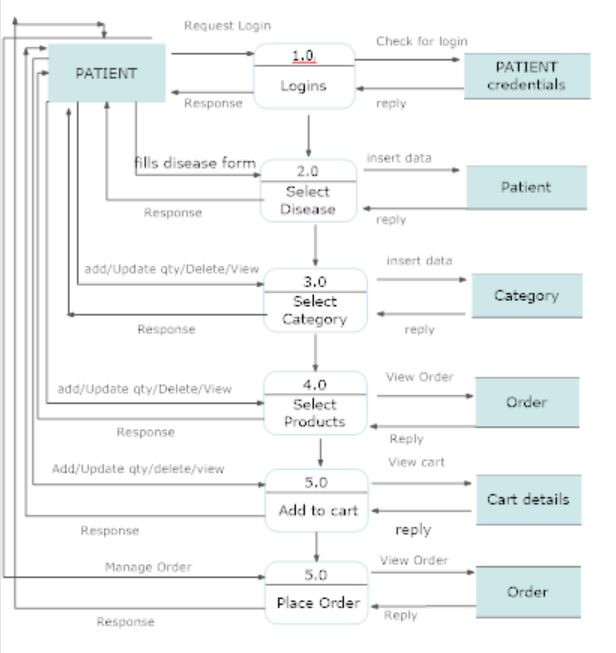 Request Login
1.0
Check for login
PATIENT
Logins
PATIENT
credentials
Response
reply
fills disease form
2.0
Select
Disease
insert data
Patient
Response
reply
add/Update qty/Delete/View
3.0
Select
Category
insert data
Category
Response
reply
add/Update qty/Delete/View
4.0
Select
Products
View Order
Order
Response
Reply
Add/Update qty/delete/view
5.0
Add to cart
View cart
Cart details
Response
reply
Manage Order
5.0
Place Order
View Order
Order
Response
Reply